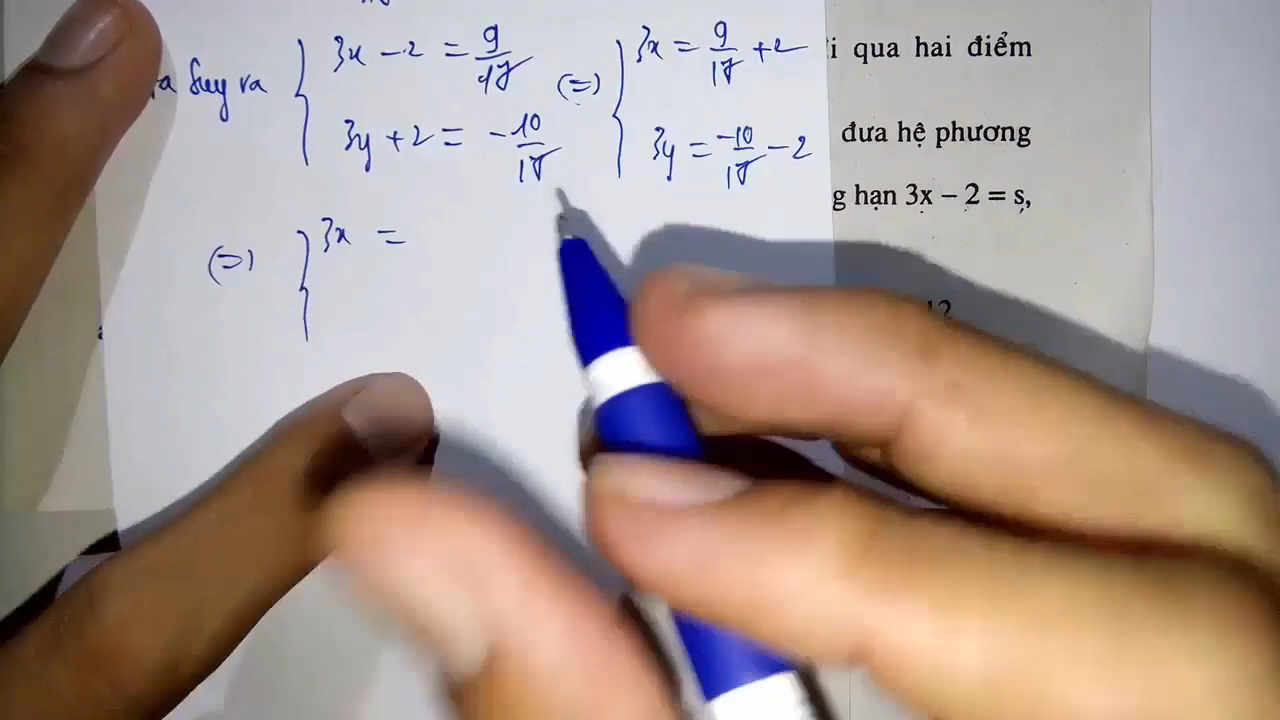 a Suy ra { 3x - 2 = 9/17 (=) { 3x = 9/17 + 2
3y + 2 = -10/17 { 3y = -10/17 - 2
(=) { 3x =
i qua hai điểm
đưa hệ phương
g hạn 3x – 2 = s,
12